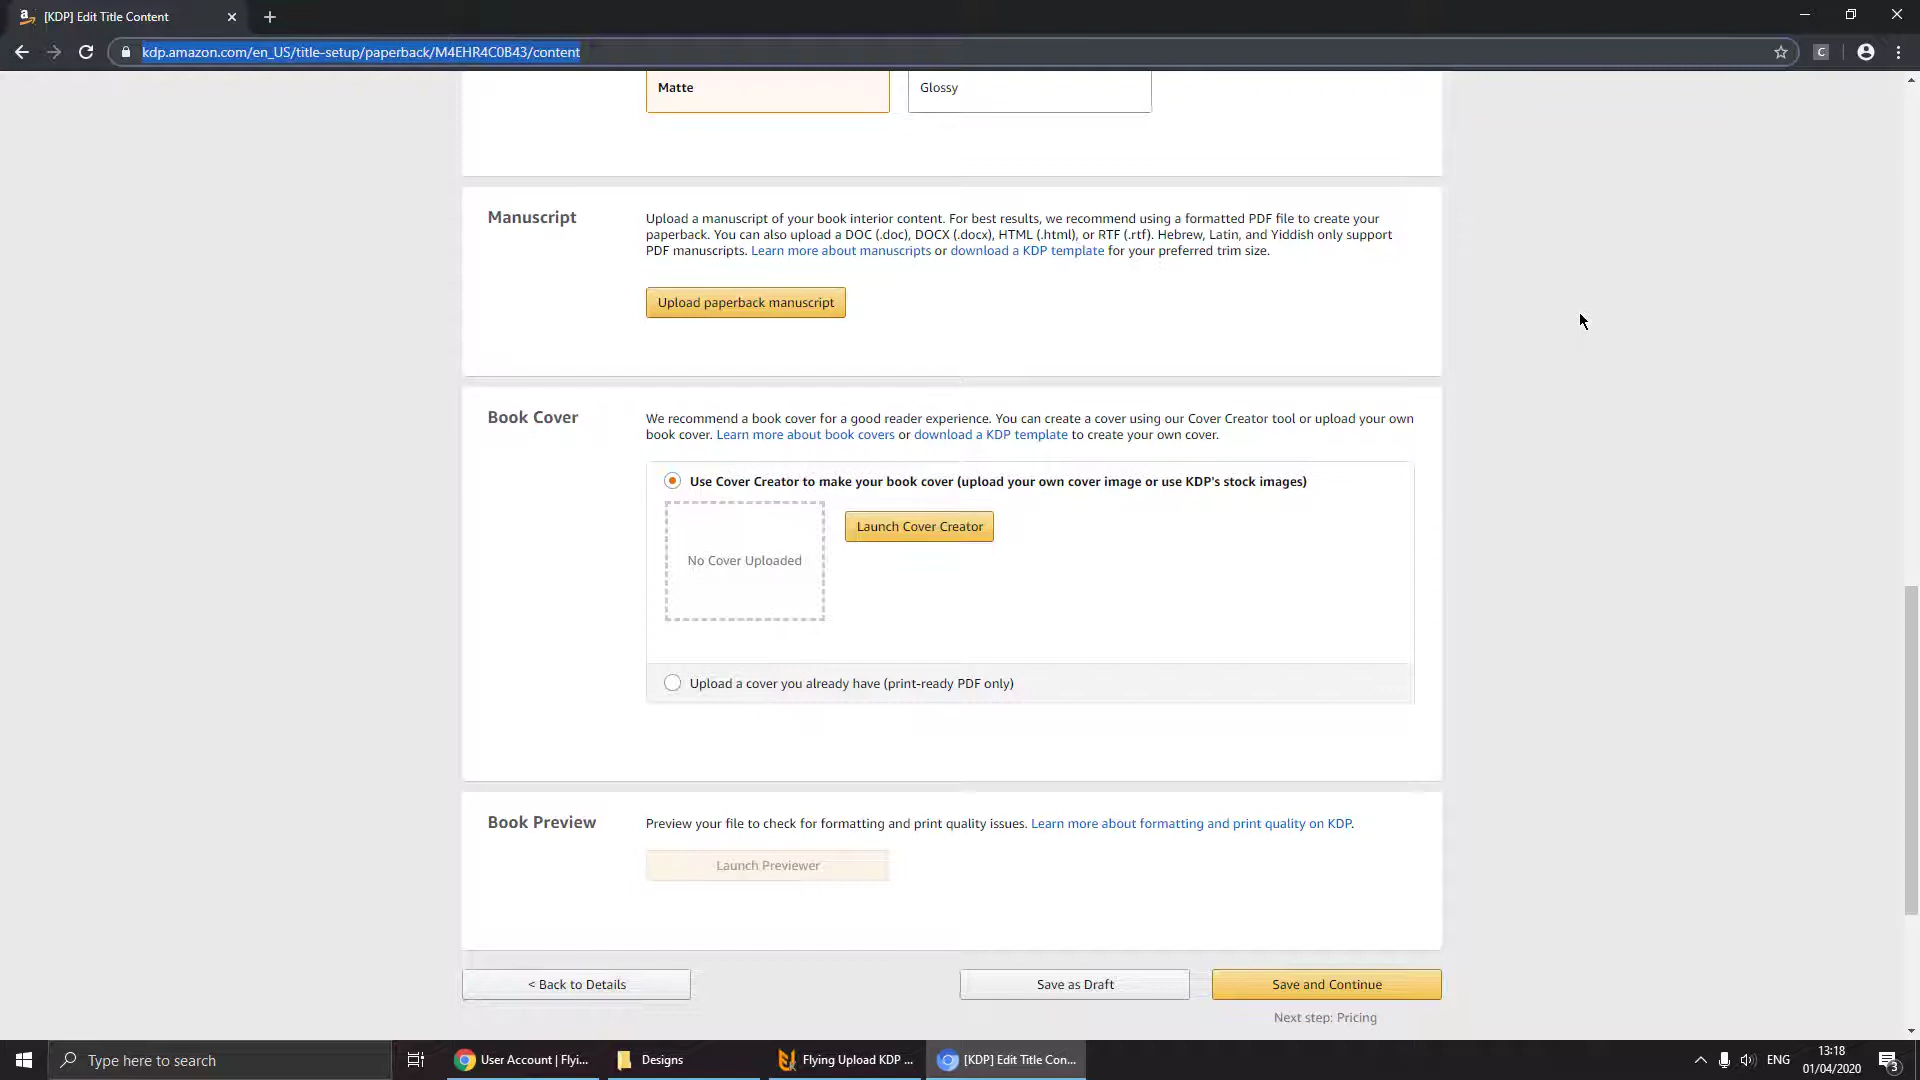 [KDP] Edit Title Content
kdp.amazon.com/en_US/title-setup/paperback/M4EHR4C0B43/content
C
Matte
Glossy
Manuscript
Upload a manuscript of your book interior content. For best results, we recommend using a formatted PDF file to create your
paperback. You can also upload a DOC (.doc), DOCX (.docx), HTML (.html), or RTF (.rtf). Hebrew, Latin, and Yiddish only support
PDF manuscripts. Learn more about manuscripts or download a KDP template for your preferred trim size.
Upload paperback manuscript
Book Cover
We recommend a book cover for a good reader experience. You can create a cover using our Cover Creator tool or upload your own
book cover. Learn more about book covers or download a KDP template to create your own cover.
Use Cover Creator to make your book cover (upload your own cover image or use KDP's stock images)
Launch Cover Creator
No Cover Uploaded
Upload a cover you already have (print-ready PDF only)
Book Preview
Preview your file to check for formatting and print quality issues. Learn more about formatting and print quality on KDP.
Launch Previewer
< Back to Details
Save as Draft
Save and Continue
Next step: Pricing
Type here to search
User Account | Flyi...
Designs
Flying Upload KDP ...
[KDP] Edit Title Con...
ENG
13:18
01/04/2020
3